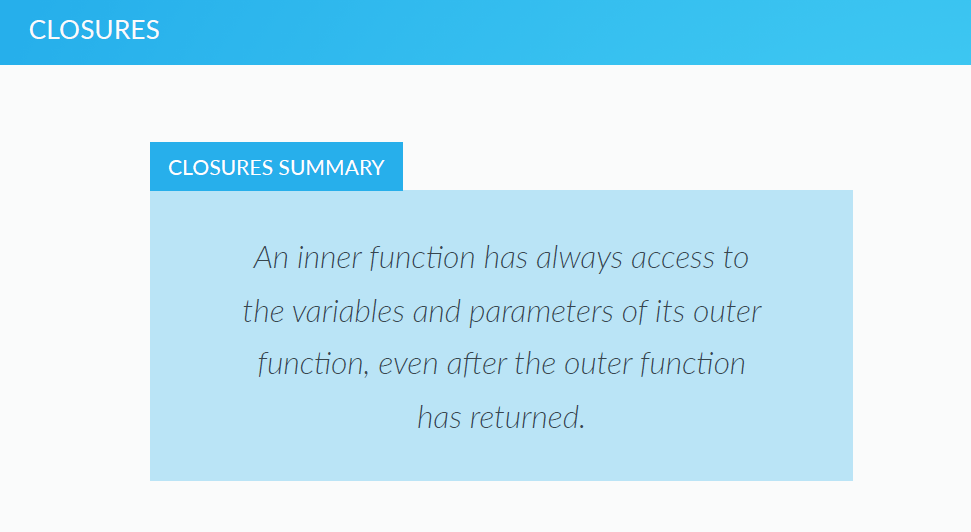 CLOSURES
CLOSURES SUMMARY
An inner function has always access to
the variables and parameters of its outer
function, even after the outer function
has returned.